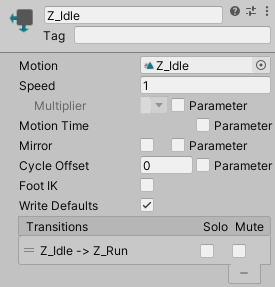 Z_Idle
Tag
Motion Z_Idle
Speed 1
Multiplier Parameter
Motion Time Parameter
Mirror Parameter
Cycle Offset 0 Parameter
Foot IK
Write Defaults
Transitions Solo Mute
Z_Idle -> Z_Run